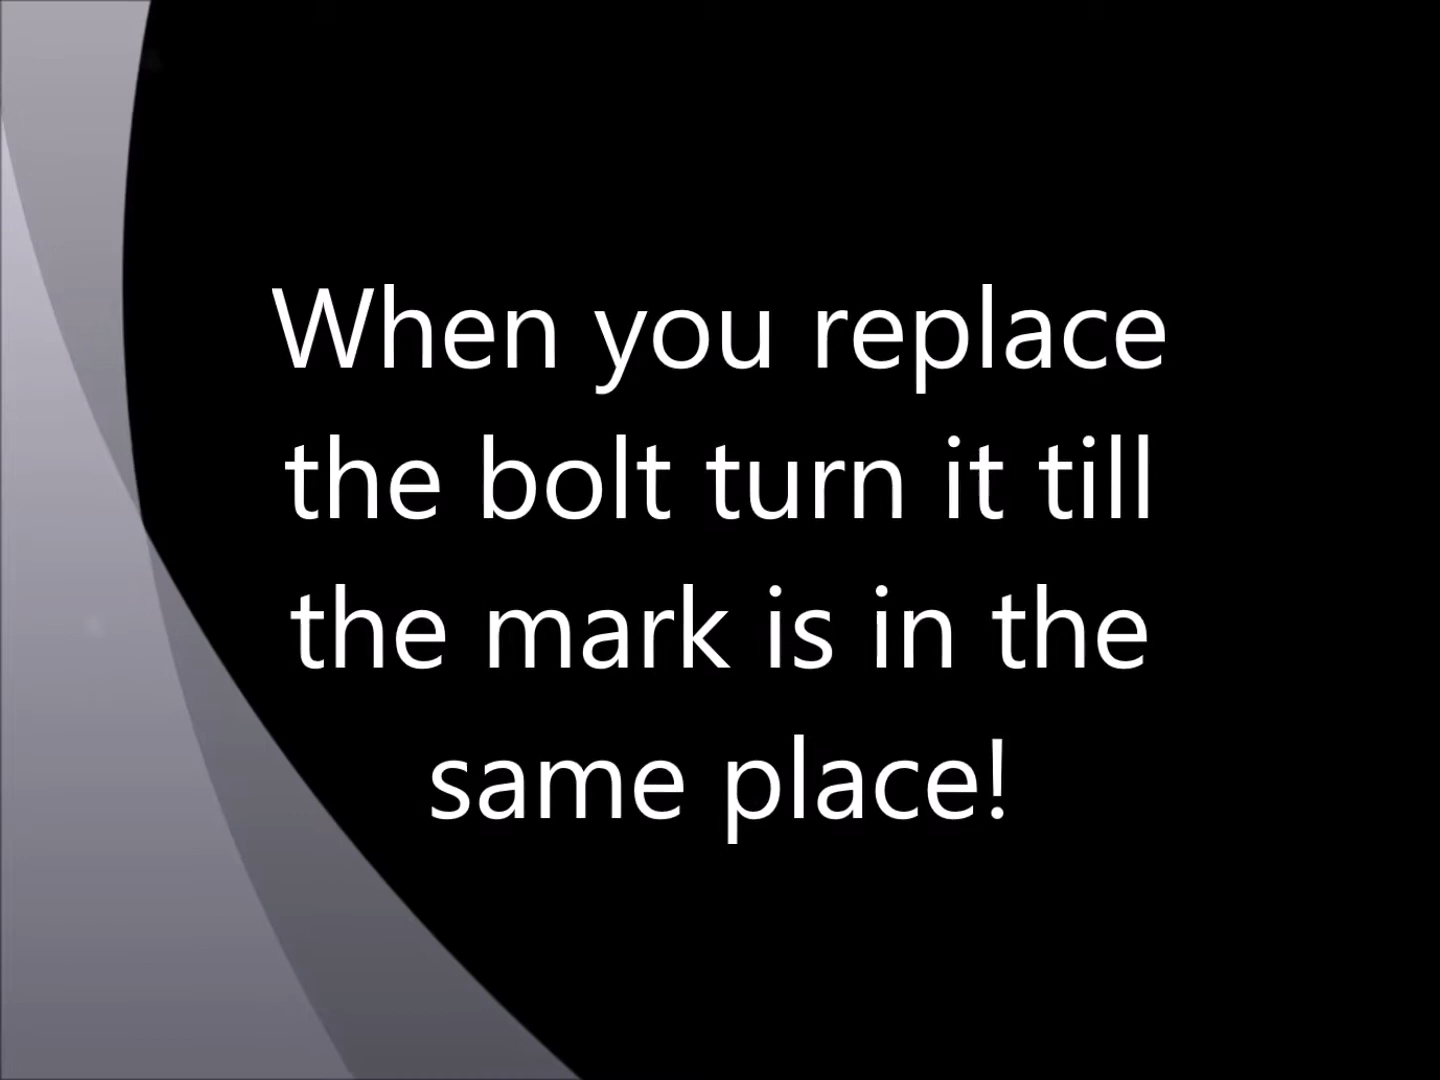 When you replace
the bolt turn it till
the mark is in the
same place!